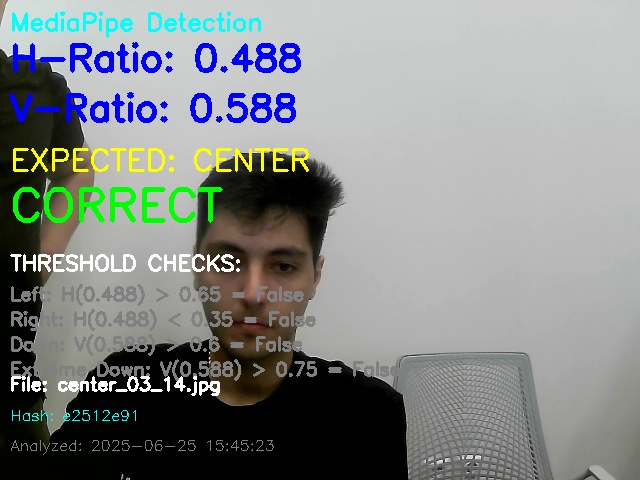 MediaPipe Detection
H-Ratio: 0.488
V-Ratio: 0.588
EXPECTED: CENTER
CORRECT
THRESHOLD CHECKS:
Left: H(0.488) > 0.65 = False
Right: H(0.488) < 0.35 = False
Down: V(0.588) > 0.6 = False
Extreme Down: V(0.588) > 0.75 = False
File: center_03_14.jpg
Hash: e2512e91
Analyzed: 2025-06-25 15:45:23